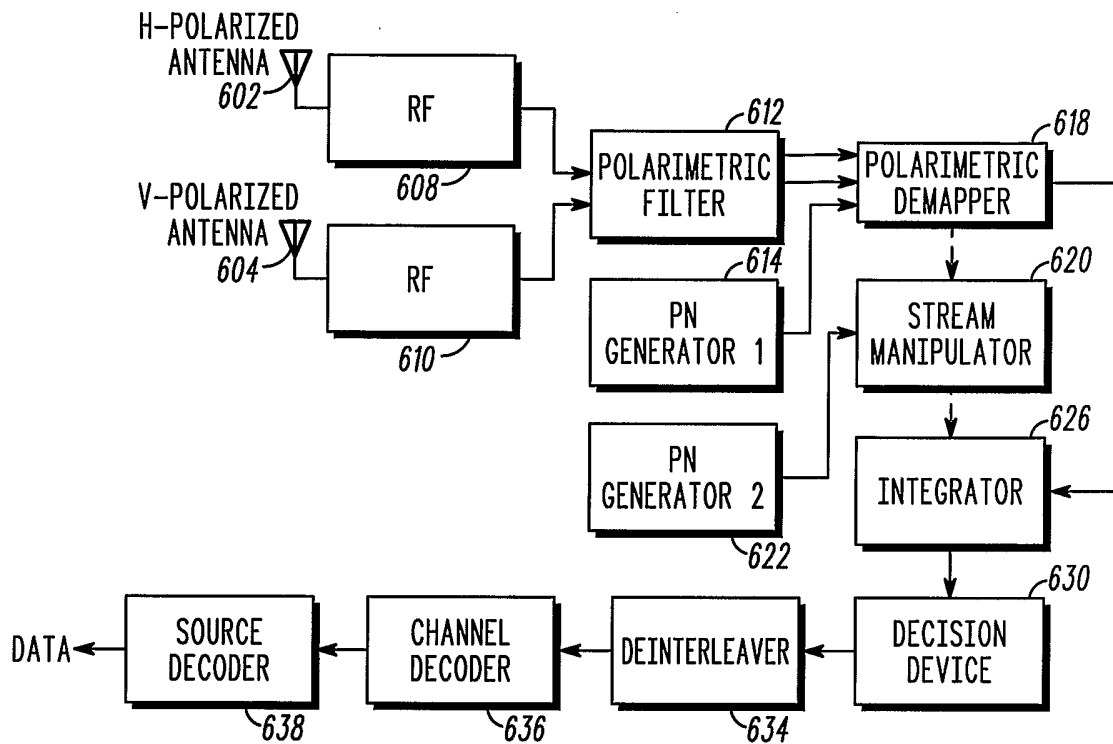 H-POLARIZED
ANTENNA
602
RF
608
V-POLARIZED
ANTENNA
604
RF
610
612
POLARIMETRIC
FILTER
618
POLARIMETRIC
DEMAPPER
614
PN
GENERATOR 1
620
STREAM
MANIPULATOR
PN
GENERATOR 2
622
626
INTEGRATOR
630
DECISION
DEVICE
DEINTERLEAVER
634
CHANNEL
DECODER
636
SOURCE
DECODER
638
DATA